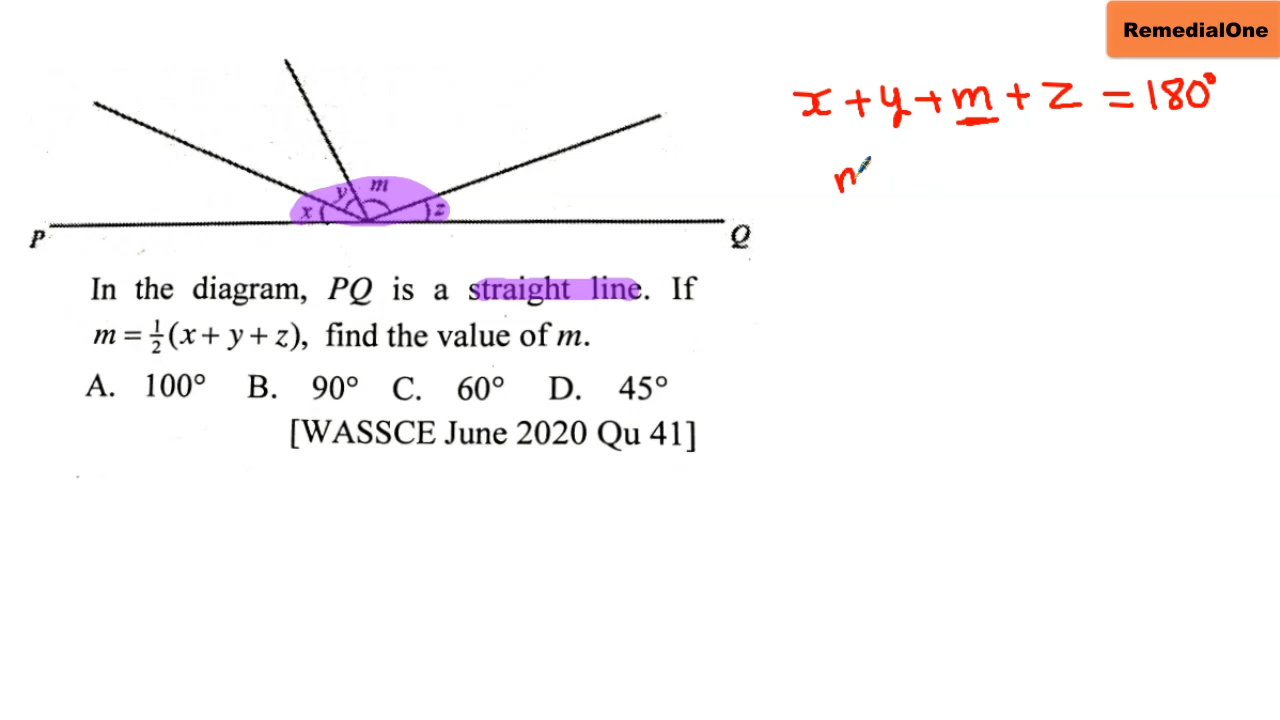 RemedialOne
x + y + m + z = 180°
m
y m
x z
P Q
In the diagram, PQ is a straight line. If
m = ½(x + y + z), find the value of m.
A. 100° B. 90° C. 60° D. 45°
[WASSCE June 2020 Qu 41]